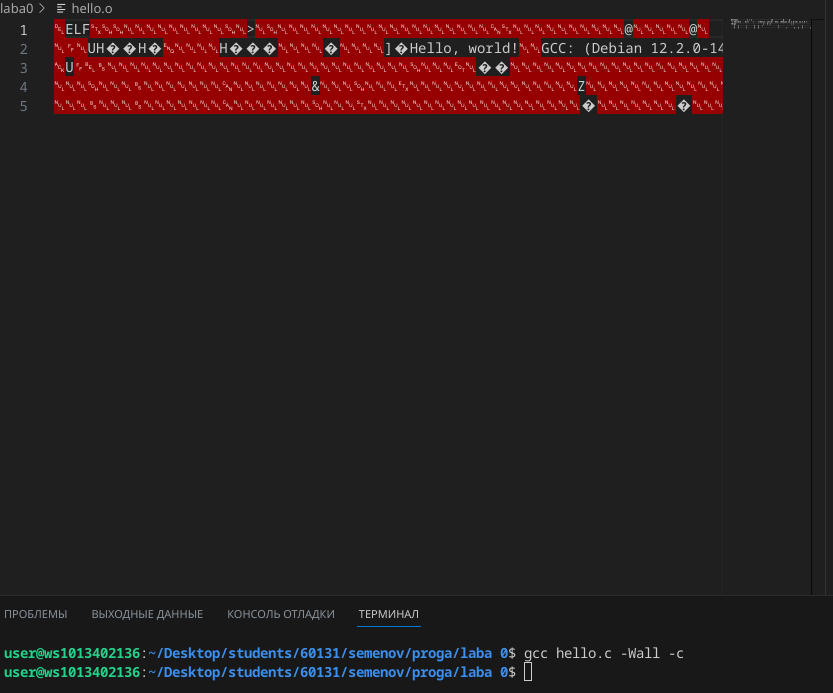 laba0 > hello.o
1 ELF > @ @
2 UH��H� H��� � ]�Hello, world! GCC: (Debian 12.2.0-14
3 U ��
4 & Z
5 � �
ПРОБЛЕМЫ ВЫХОДНЫЕ ДАННЫЕ КОНСОЛЬ ОТЛАДКИ ТЕРМИНАЛ
user@ws1013402136:~/Desktop/students/60131/semenov/proga/laba 0$ gcc hello.c -Wall -c
user@ws1013402136:~/Desktop/students/60131/semenov/proga/laba 0$